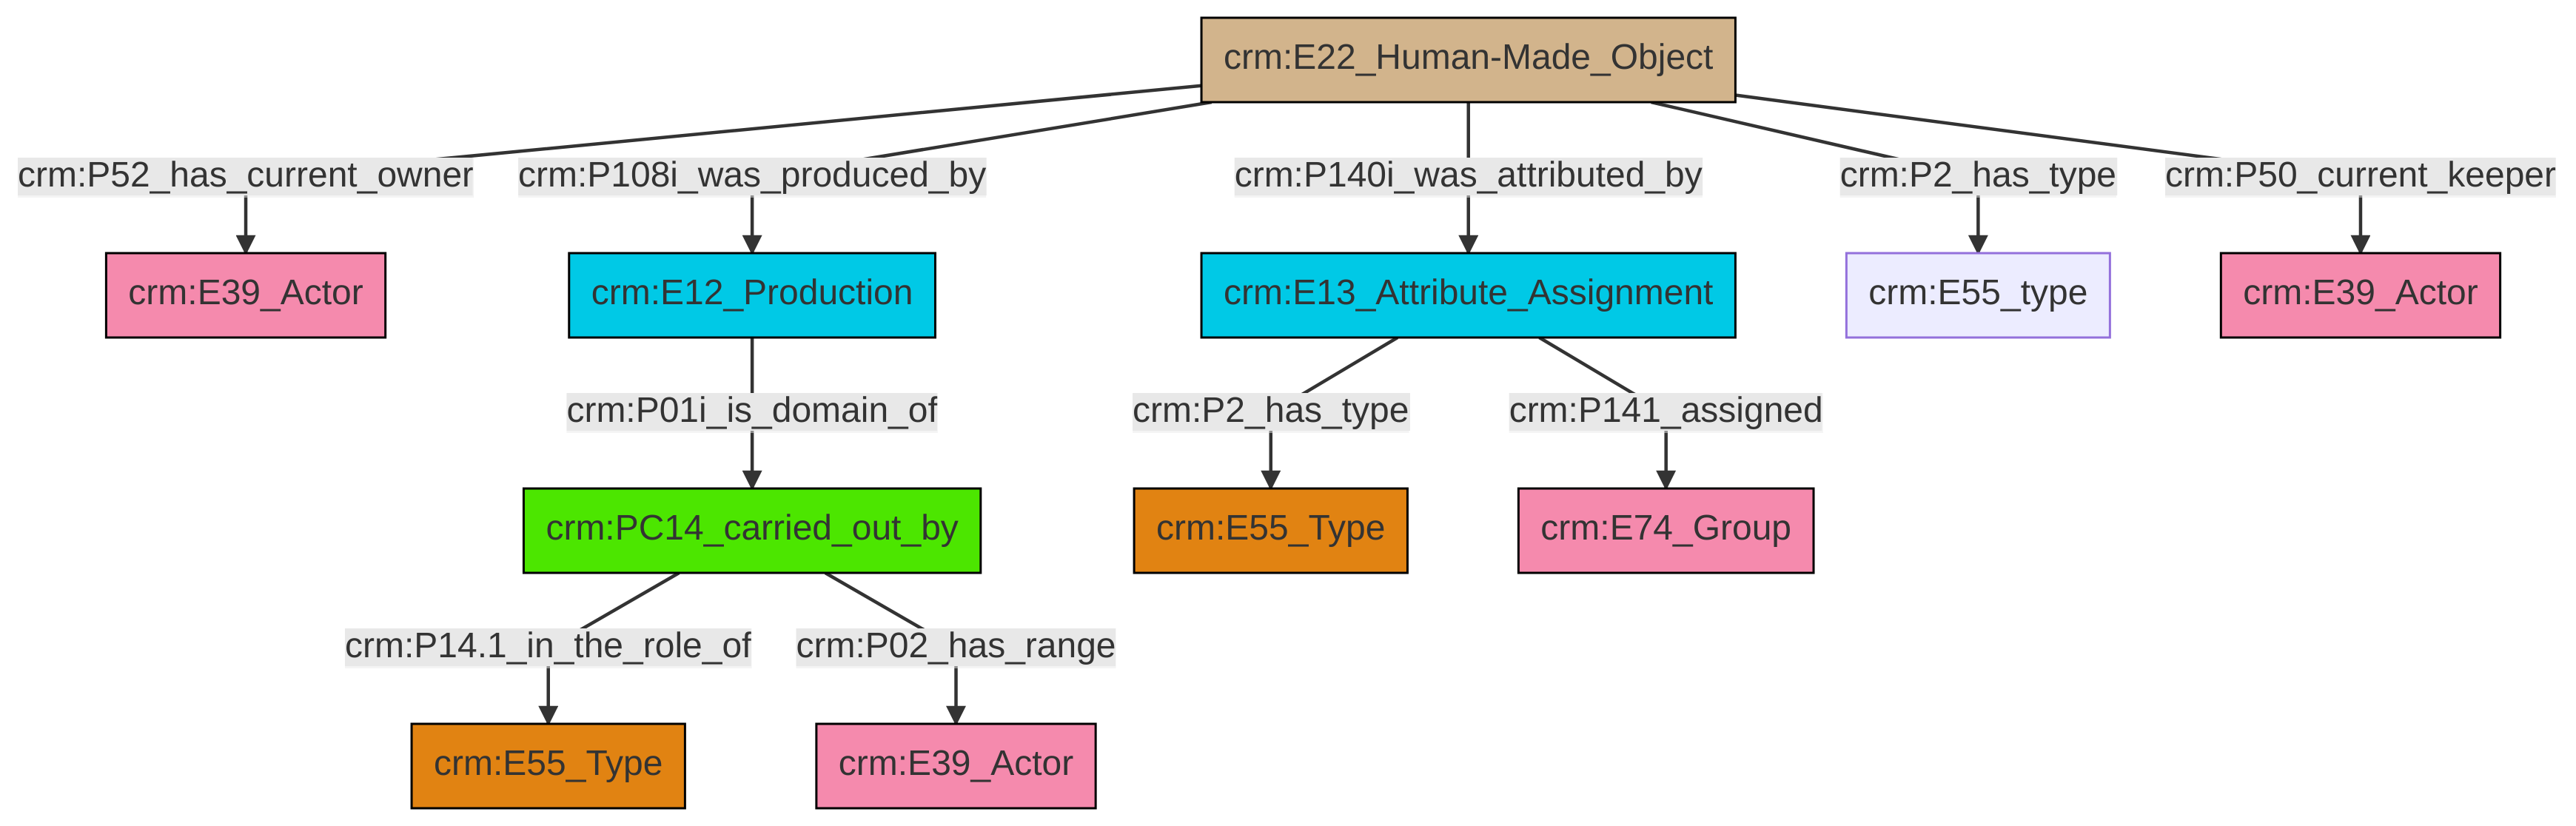 crm:E22_Human-Made_Object
crm:P52_has_current_owner
crm:P108i_was_produced_by
crm:P140i_was_attributed_by
crm:P2_has_type
crm:P50_current_keeper
crm:E39_Actor
crm:E12_Production
crm:E13_Attribute_Assignment
crm:E55_type
crm:E39_Actor
crm:P01i_is_domain_of
crm:P2_has_type
crm:P141_assigned
crm:PC14_carried_out_by
crm:E55_Type
crm:E74_Group
crm:P14.1_in_the_role_of
crm:P02_has_range
crm:E55_Type
crm:E39_Actor